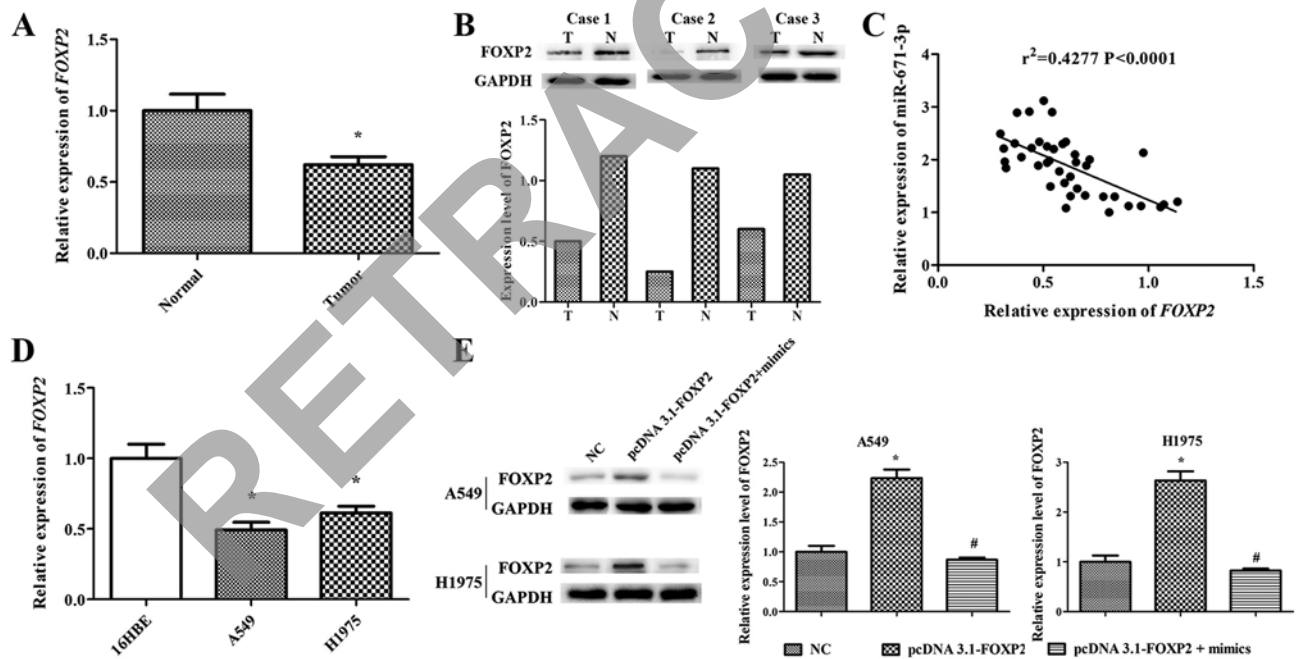 A
Relative expression of FOXP2
1.5
1.0
0.5
0.0
Normal
Tumor
*
B
Case 1 Case 2 Case 3
T N T N T N
FOXP2
GAPDH
Expression level of FOXP2
1.5
1.0
0.5
0.0
T N T N T N
C
r²=0.4277 P<0.0001
Relative expression of miR-671-3p
4
3
2
1
0
0.0 0.5 1.0 1.5
Relative expression of FOXP2
D
Relative expression of FOXP2
1.5
1.0
0.5
0.0
* *
16HBE
A549
H1975
E
NC
pcDNA 3.1-FOXP2
pcDNA 3.1-FOXP2+mimics
A549
FOXP2
GAPDH
H1975
FOXP2
GAPDH
A549
Relative expression level of FOXP2
2.5
2.0
1.5
1.0
0.5
0.0
*
#
H1975
Relative expression level of FOXP2
3
2
1
0
*
#
NC pcDNA 3.1-FOXP2 pcDNA 3.1-FOXP2 + mimics
RETRAC